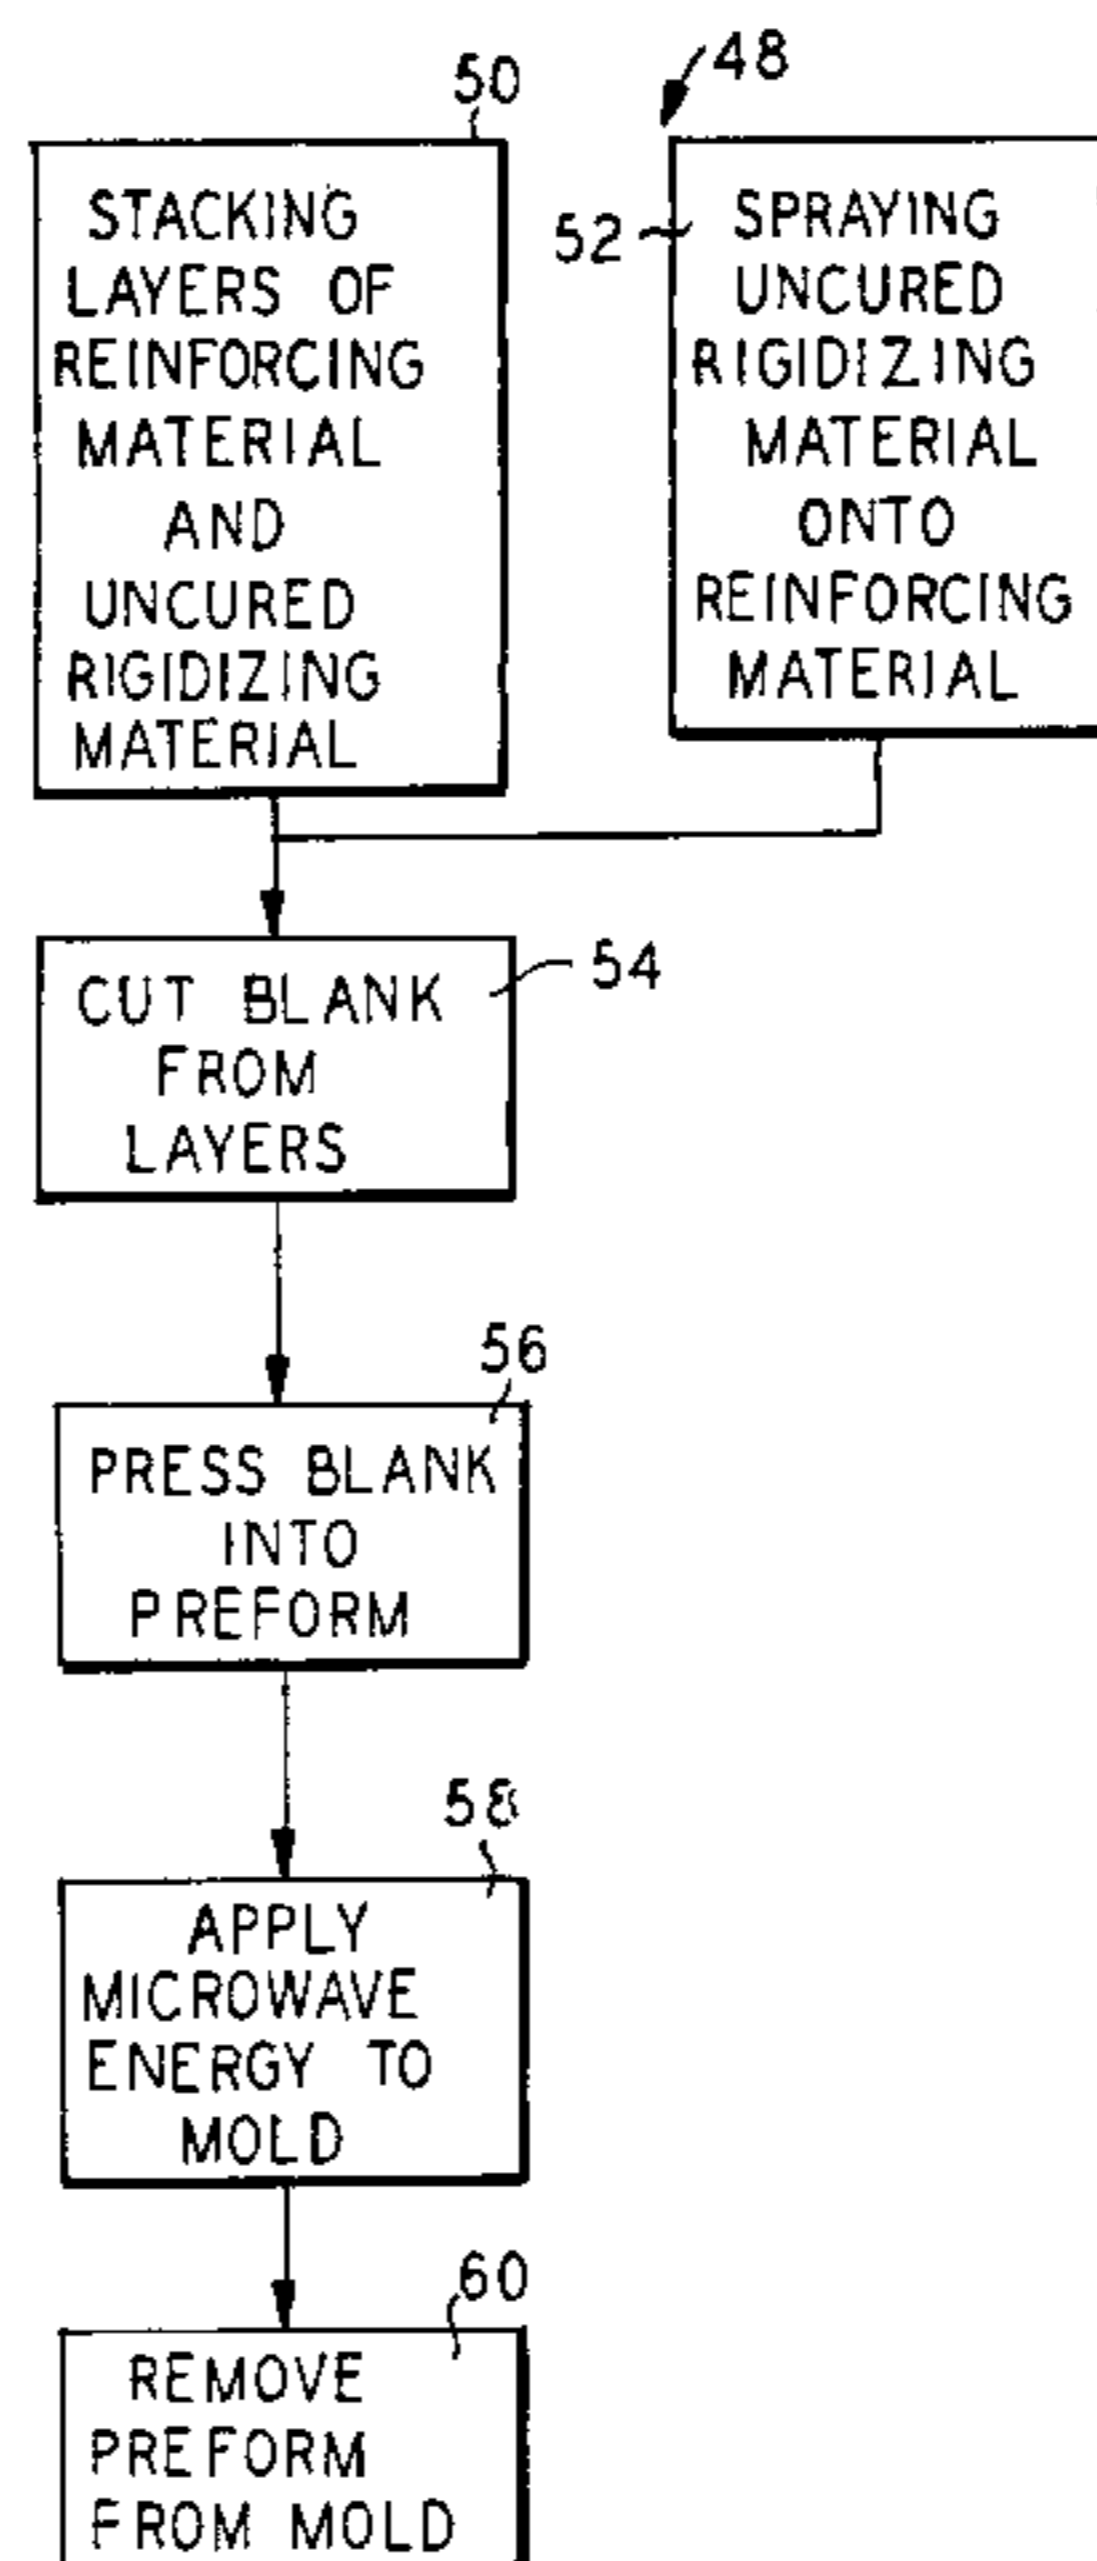 50
STACKING
LAYERS OF
REINFORCING
MATERIAL
AND
UNCURED
RIGIDIZING
MATERIAL
48
52
SPRAYING
UNCURED
RIGIDIZING
MATERIAL
ONTO
REINFORCING
MATERIAL
54
CUT BLANK
FROM
LAYERS
56
PRESS BLANK
INTO
PREFORM
58
APPLY
MICROWAVE
ENERGY TO
MOLD
60
REMOVE
PREFORM
FROM MOLD